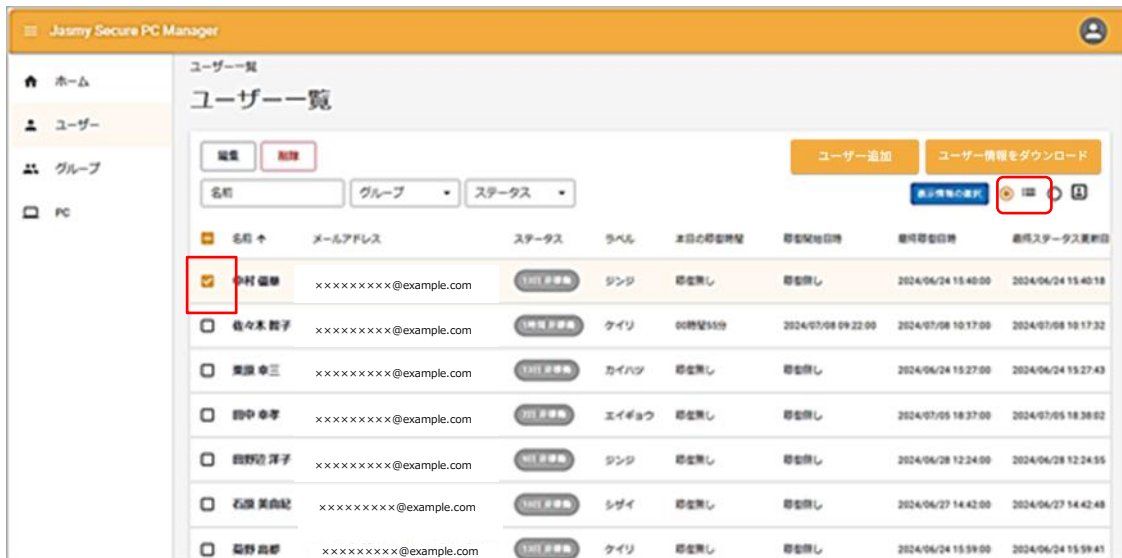 Jasmy Secure PC Manager
ホーム
ユーザー
グループ
PC
ユーザー一覧
ユーザー一覧
編集 削除 ユーザー追加 ユーザー情報をダウンロード
名前 グループ ステータス 表示情報の選択
名前 メールアドレス ステータス ラベル 本日の稼働時間 稼働開始日時 最終稼働日時 最終ステータス更新日
×××××××××@example.com ジンジ 稼働無し 稼働無し 2024/06/24 15:40:00 2024/06/24 15:40:18
佐々木 ×××××××××@example.com ケイリ 00時間55分 2024/07/08 09:22:00 2024/07/08 10:17:00 2024/07/08 10:17:32
×××××××××@example.com カイハツ 稼働無し 稼働無し 2024/06/24 15:27:00 2024/06/24 15:27:43
田中 ×××××××××@example.com エイギョウ 稼働無し 稼働無し 2024/07/05 18:37:00 2024/07/05 18:38:02
×××××××××@example.com ジンジ 稼働無し 稼働無し 2024/06/28 12:24:00 2024/06/28 12:24:55
×××××××××@example.com シザイ 稼働無し 稼働無し 2024/06/27 14:42:00 2024/06/27 14:42:48
×××××××××@example.com ケイリ 稼働無し 稼働無し 2024/06/24 15:59:00 2024/06/24 15:59:41